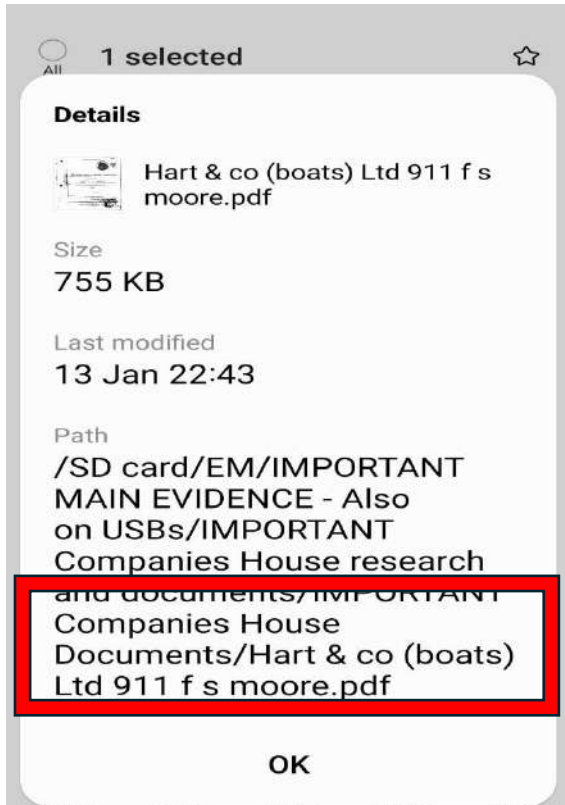 1 selected
All
Details
Hart & co (boats) Ltd 911 f s
moore.pdf
Size
755 KB
Last modified
13 Jan 22:43
Path
/SD card/EM/IMPORTANT
MAIN EVIDENCE - Also
on USBs/IMPORTANT
Companies House research
and documents/IMPORTANT
Companies House
Documents/Hart & co (boats)
Ltd 911 f s moore.pdf
OK